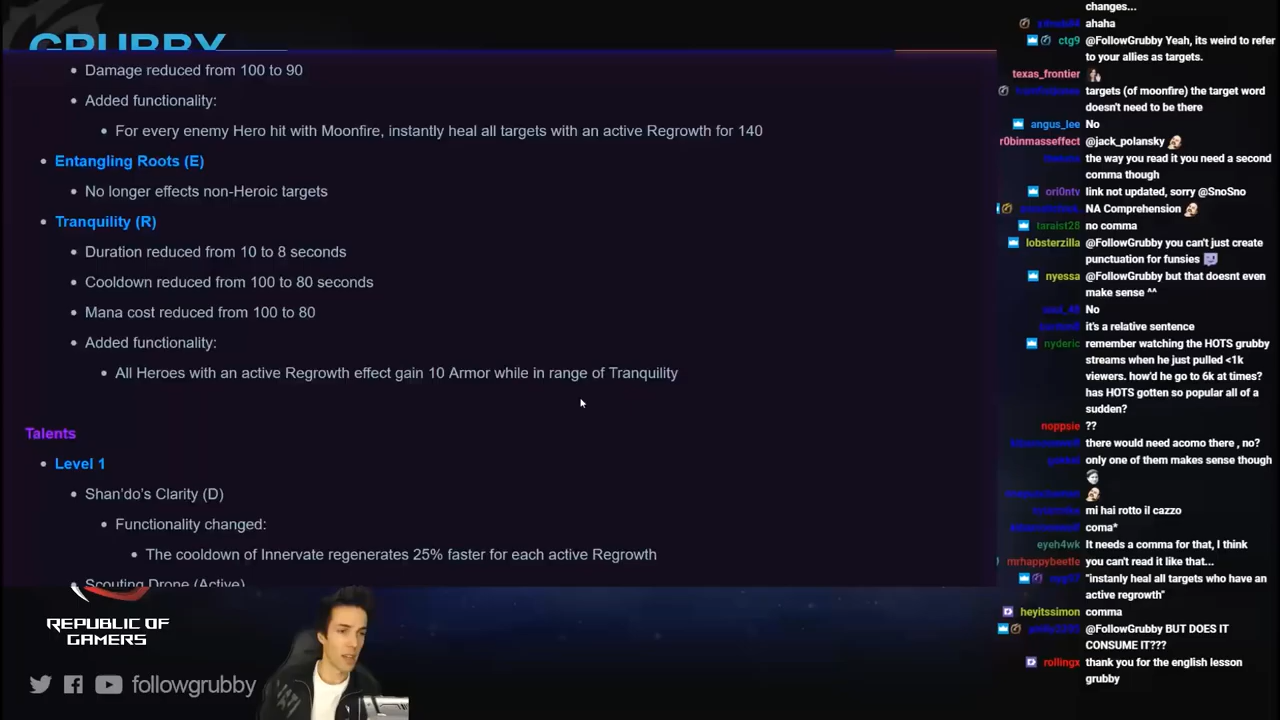 GRUBBY
• Damage reduced from 100 to 90
• Added functionality:
• For every enemy Hero hit with Moonfire, instantly heal all targets with an active Regrowth for 140
• Entangling Roots (E)
• No longer effects non-Heroic targets
• Tranquility (R)
• Duration reduced from 10 to 8 seconds
• Cooldown reduced from 100 to 80 seconds
• Mana cost reduced from 100 to 80
• Added functionality:
• All Heroes with an active Regrowth effect gain 10 Armor while in range of Tranquility
Talents
• Level 1
• Shan'do's Clarity (D)
• Functionality changed:
• The cooldown of Innervate regenerates 25% faster for each active Regrowth
• Scouting Drone (Active)
REPUBLIC OF
GAMERS
followgrubby
changes...
ahaha
ctg9 @FollowGrubby Yeah, its weird to refer
to your allies as targets.
texas_frontier
targets (of moonfire) the target word
doesn't need to be there
angus_lee No
r0binmasseffect @jack_polansky
the way you read it you need a second
comma though
ori0ntv link not updated, sorry @SnoSno
NA Comprehension
taraist28 no comma
lobsterzilla @FollowGrubby you can't just create
punctuation for funsies
nyessa @FollowGrubby but that doesnt even
make sense ^^
No
it's a relative sentence
nyderic remember watching the HOTS grubby
streams when he just pulled <1k
viewers. how'd he go to 6k at times?
has HOTS gotten so popular all of a
sudden?
noppsie ??
there would need acomo there , no?
only one of them makes sense though
mi hai rotto il cazzo
coma*
eyeh4wk It needs a comma for that, I think
mrhappybeetle you can't read it like that...
"instanly heal all targets who have an
active regrowth"
heyitssimon comma
@FollowGrubby BUT DOES IT
CONSUME IT???
rollingx thank you for the english lesson
grubby